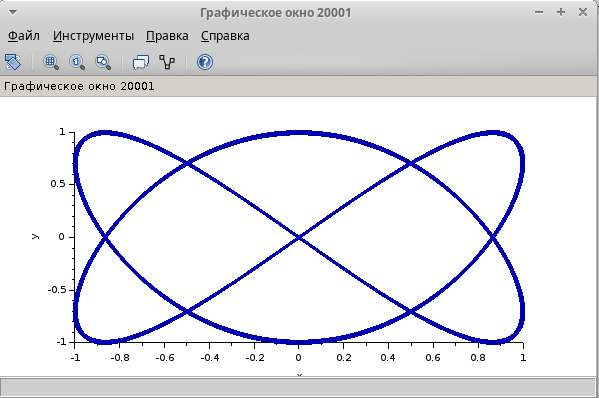 Графическое окно 20001
Файл Инструменты Правка Справка
Графическое окно 20001
1
0.5
0
-0.5
-1
y
-1 -0.8 -0.6 -0.4 -0.2 0 0.2 0.4 0.6 0.8 1